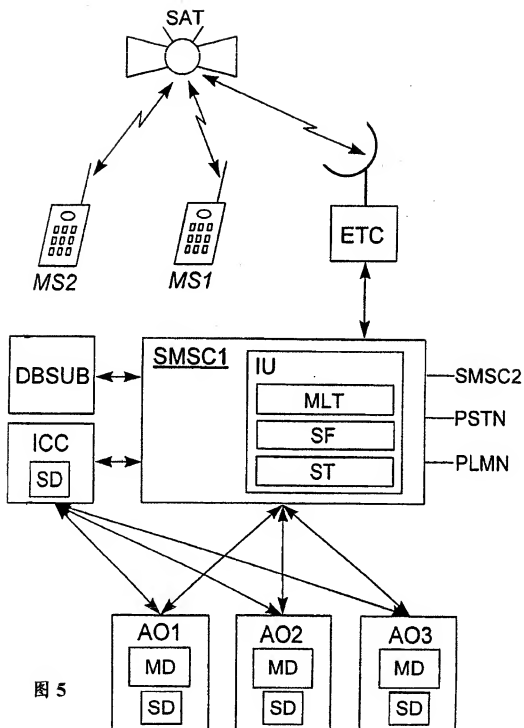 SAT
MS2
MS1
ETC
DBSUB
SMSC1
IU
MLT
SF
ST
SMSC2
PSTN
PLMN
ICC
SD
AO1
MD
SD
AO2
MD
SD
AO3
MD
SD
图 5